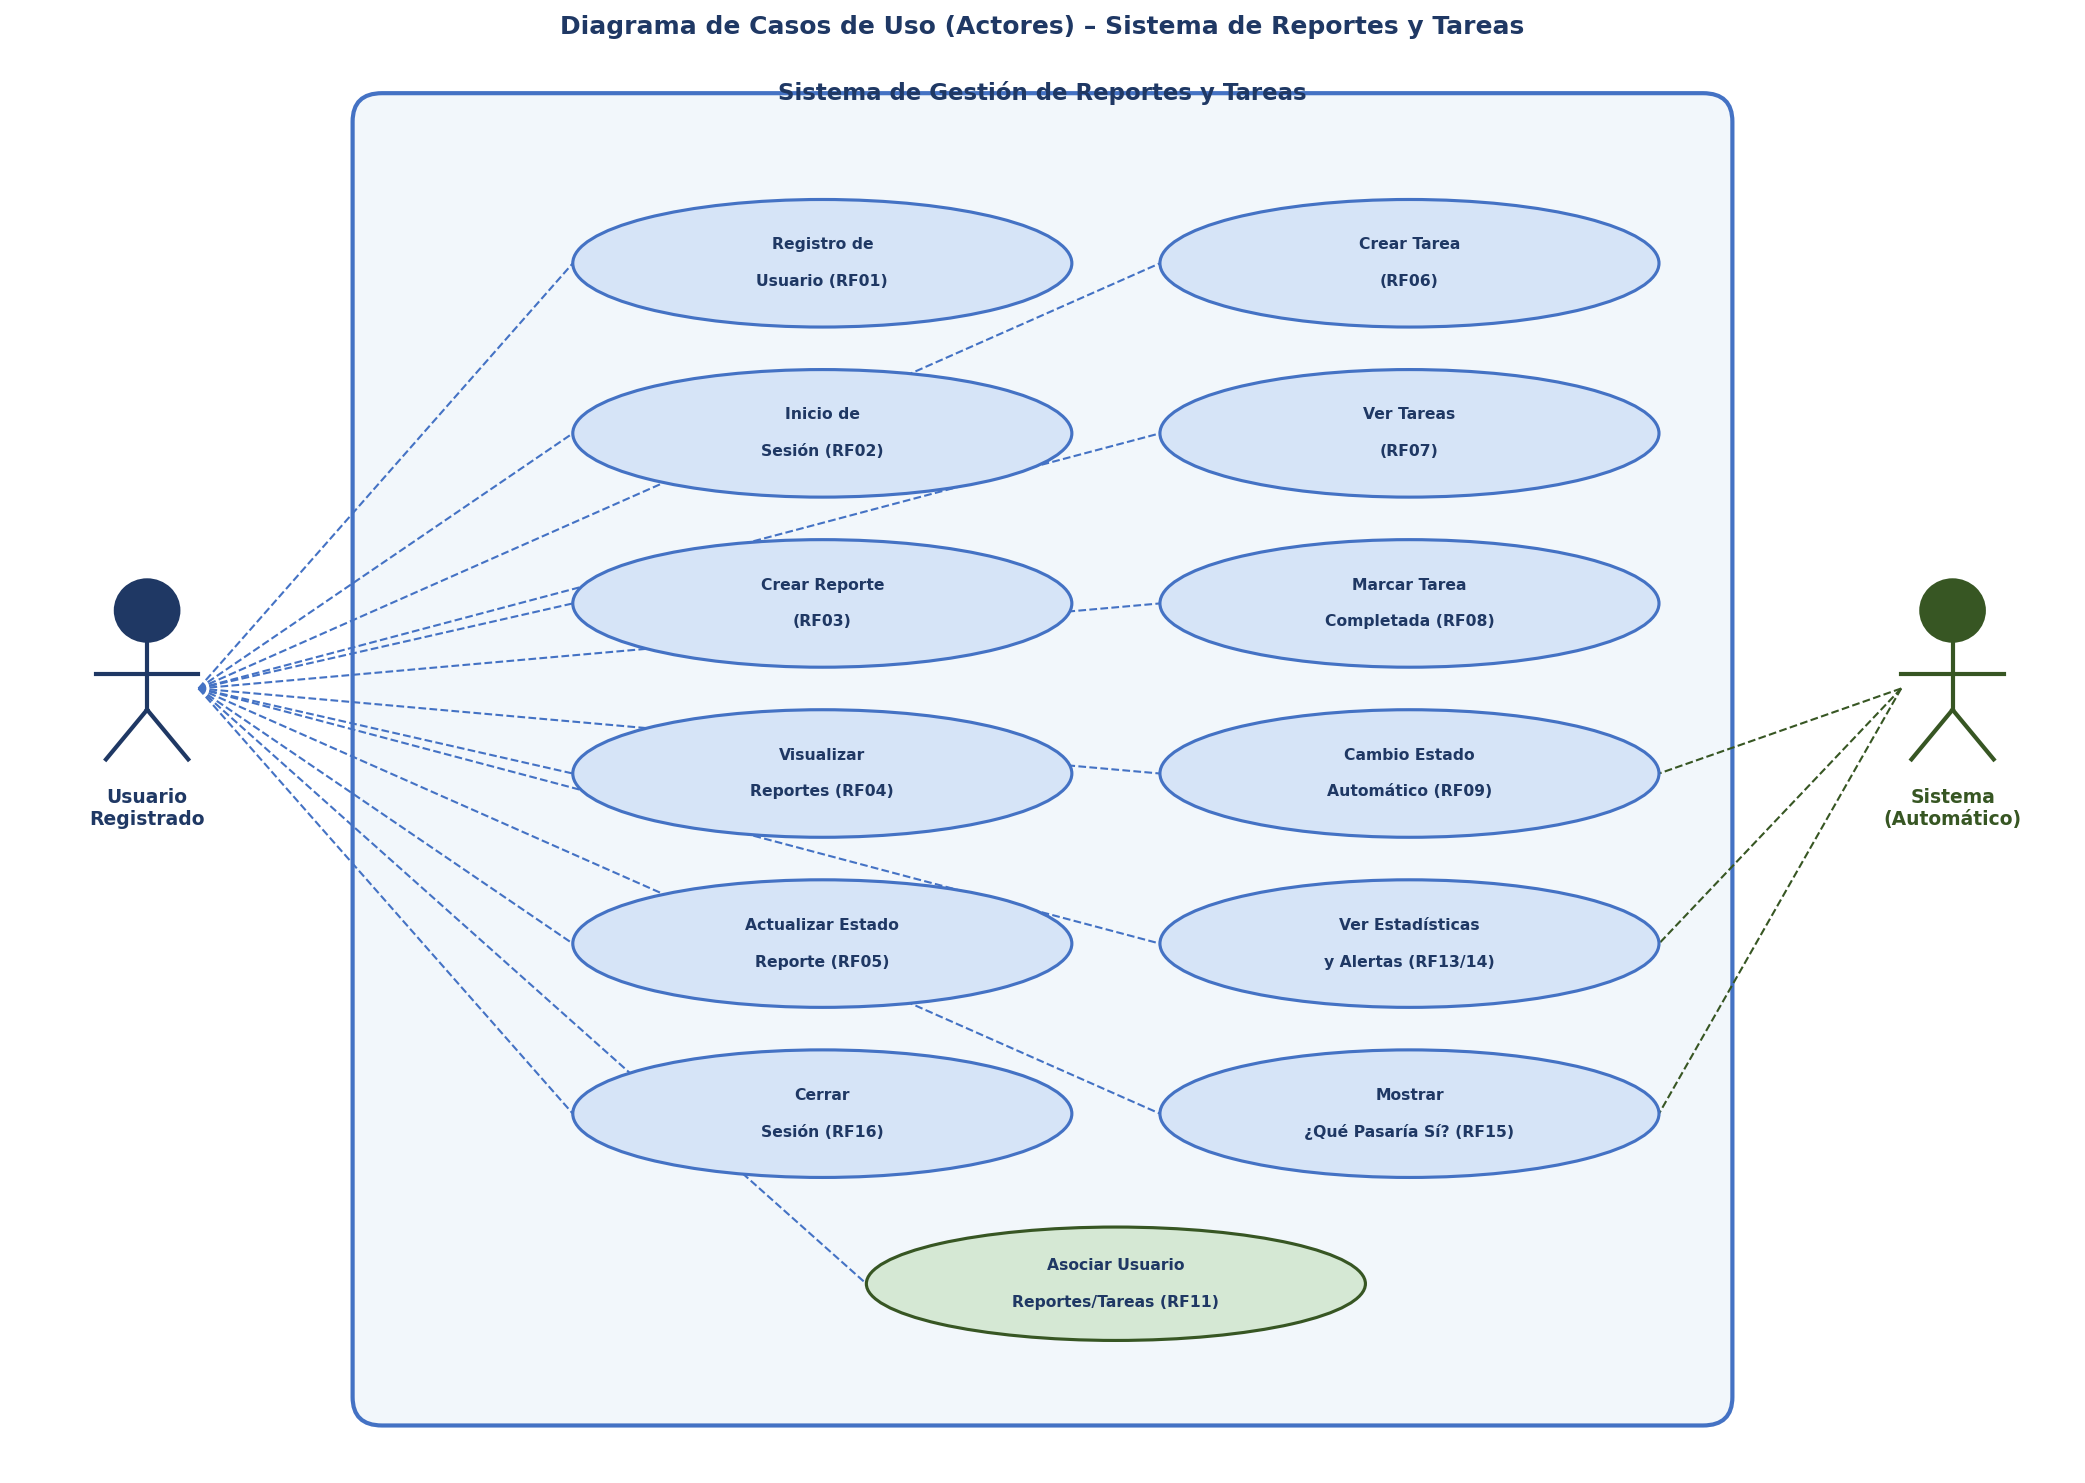 Diagrama de Casos de Uso (Actores) – Sistema de Reportes y Tareas
Sistema de Gestión de Reportes y Tareas
Registro de
Usuario (RF01)
Crear Tarea
(RF06)
Inicio de
Sesión (RF02)
Ver Tareas
(RF07)
Crear Reporte
(RF03)
Marcar Tarea
Completada (RF08)
Visualizar
Reportes (RF04)
Cambio Estado
Automático (RF09)
Usuario
Registrado
Sistema
(Automático)
Actualizar Estado
Reporte (RF05)
Ver Estadísticas
y Alertas (RF13/14)
Cerrar
Sesión (RF16)
Mostrar
¿Qué Pasaría Sí? (RF15)
Asociar Usuario
Reportes/Tareas (RF11)